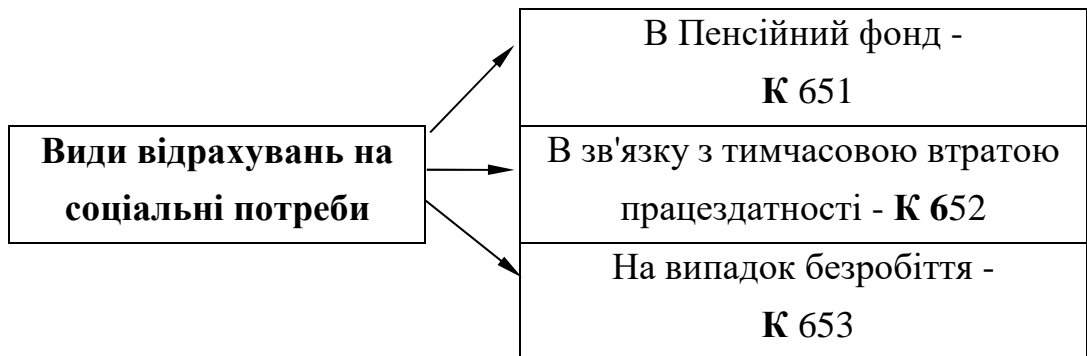 Види відрахувань на
соціальні потреби
В Пенсійний фонд -
К 651
В зв'язку з тимчасовою втратою
працездатності - К 652
На випадок безробіття -
К 653